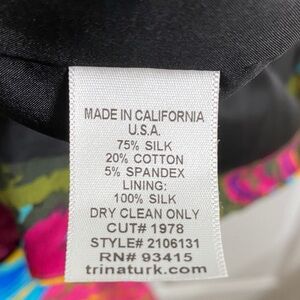 MADE IN CALIFORNIA
U.S.A.
75% SILK
20% COTTON
5% SPANDEX
LINING:
100% SILK
DRY CLEAN ONLY
CUT# 1978
STYLE# 2106131
RN# 93415
trinaturk.com